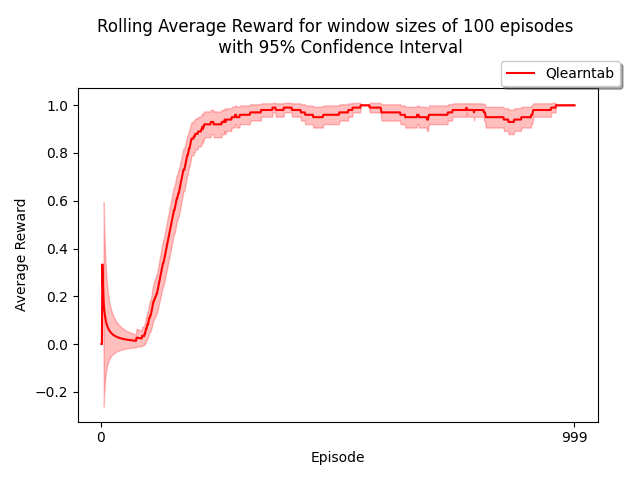 Rolling Average Reward for window sizes of 100 episodes
with 95% Confidence Interval
Qlearntab
1.0
0.8
0.6
0.4
0.2
0.0
−0.2
Average Reward
0
999
Episode